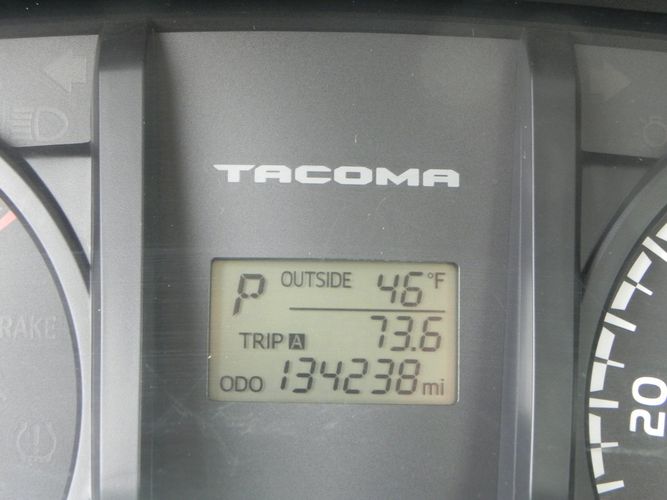 TACOMA
P OUTSIDE 46°F
TRIP A 73.6
ODO 134238 mi
RAKE
20